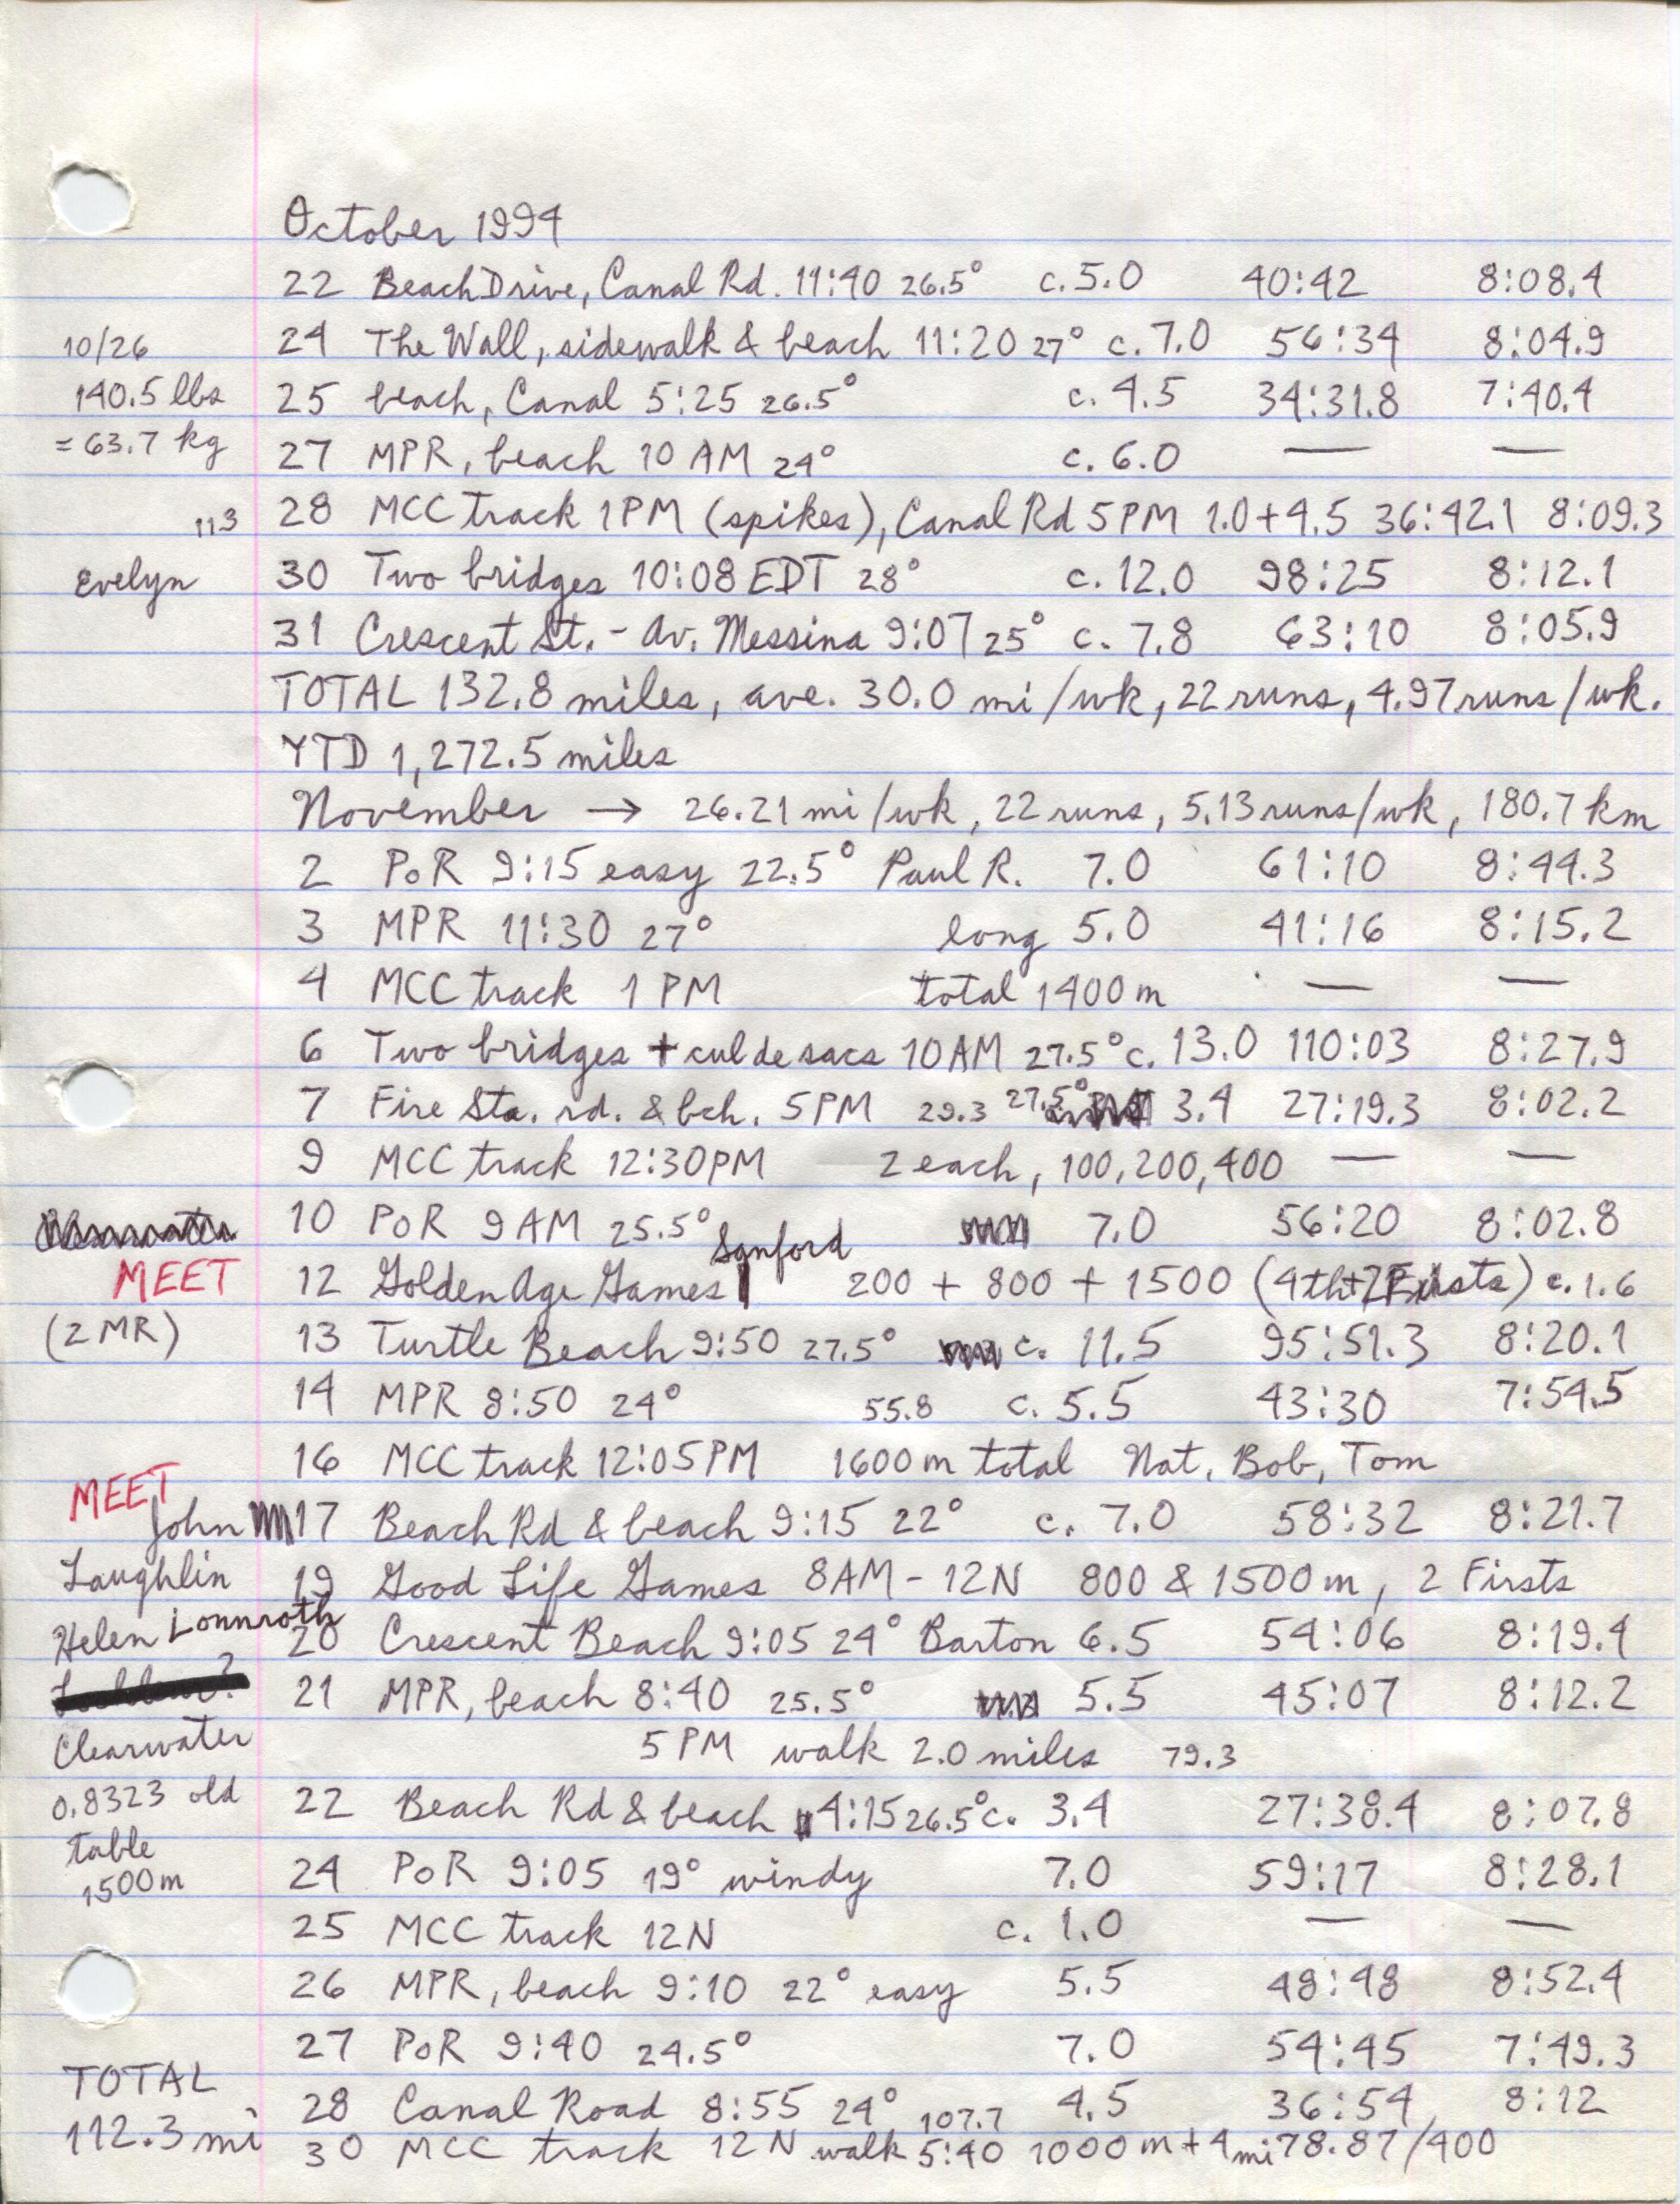 October 1994
22 Beach Drive, Canal Rd. 11:40 26.5° c. 5.0 40:42 8:08.4
10/26 24 The Wall, sidewalk & beach 11:20 27° c. 7.0 56:34 8:04.9
140.5 lbs 25 beach, Canal 5:25 26.5° c. 4.5 34:31.8 7:40.4
= 63.7 kg 27 MPR, beach 10 AM 24° c. 6.0 — —
113 28 MCC track 1PM (spikes), Canal Rd 5PM 1.0+4.5 36:42.1 8:09.3
Evelyn 30 Two bridges 10:08 EDT 28° c. 12.0 98:25 8:12.1
31 Crescent St. - Av. Messina 9:07 25° c. 7.8 63:10 8:05.9
TOTAL 132.8 miles, ave. 30.0 mi/wk, 22 runs, 4.97 runs/wk.
YTD 1,272.5 miles
November → 26.21 mi/wk, 22 runs, 5.13 runs/wk, 180.7 km
2 PoR 9:15 easy 22.5° Paul R. 7.0 61:10 8:44.3
3 MPR 11:30 27° long 5.0 41:16 8:15.2
4 MCC track 1 PM total 1400 m — —
6 Two bridges + cul de sacs 10AM 27.5° c. 13.0 110:03 8:27.9
7 Fire Sta. rd. & bch. 5PM 29.3 27.5° 3.4 27:19.3 8:02.2
9 MCC track 12:30PM 2 each, 100, 200, 400 — —
10 PoR 9 AM 25.5° 7.0 56:20 8:02.8
MEET 12 Golden Age Games Sanford 200 + 800 + 1500 (4th+2Firsts) c. 1.6
(2 MR) 13 Turtle Beach 9:50 27.5° c. 11.5 95:51.3 8:20.1
14 MPR 8:50 24° 55.8 c. 5.5 43:30 7:54.5
16 MCC track 12:05PM 1600 m total Nat, Bob, Tom
MEET
John 17 Beach Rd & beach 9:15 22° c. 7.0 58:32 8:21.7
Laughlin 19 Good Life Games 8AM - 12N 800 & 1500 m, 2 Firsts
Helen Lonnroth 20 Crescent Beach 9:05 24° Barton 6.5 54:06 8:19.4
21 MPR, beach 8:40 25.5° 5.5 45:07 8:12.2
Clearwater 5 PM walk 2.0 miles 79.3
0.8323 old 22 Beach Rd & beach 4:15 26.5° c. 3.4 27:38.4 8:07.8
table
1500 m 24 PoR 9:05 19° windy 7.0 59:17 8:28.1
25 MCC track 12N c. 1.0 — —
26 MPR, beach 9:10 22° easy 5.5 48:48 8:52.4
27 PoR 9:40 24.5° 7.0 54:45 7:49.3
TOTAL 28 Canal Road 8:55 24° 107.7 4.5 36:54 8:12
112.3 mi 30 MCC track 12 N walk 5:40 1000 m + 4 mi 78.87/400